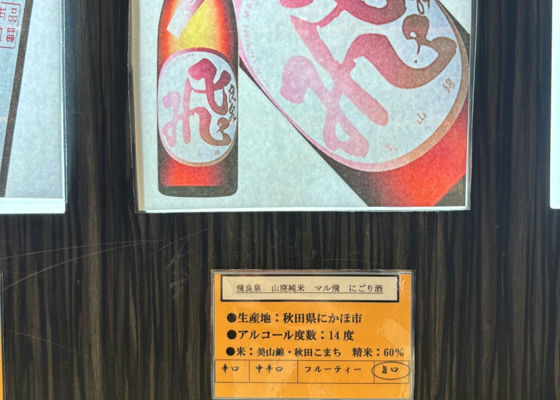 飛
山
錦
飛良泉 山廃純米 マル飛 にごり酒
●生産地：秋田県にかほ市
●アルコール度数：14度
●米：美山錦・秋田こまち 精米：60%
辛口 中辛口 フルーティー 旨口